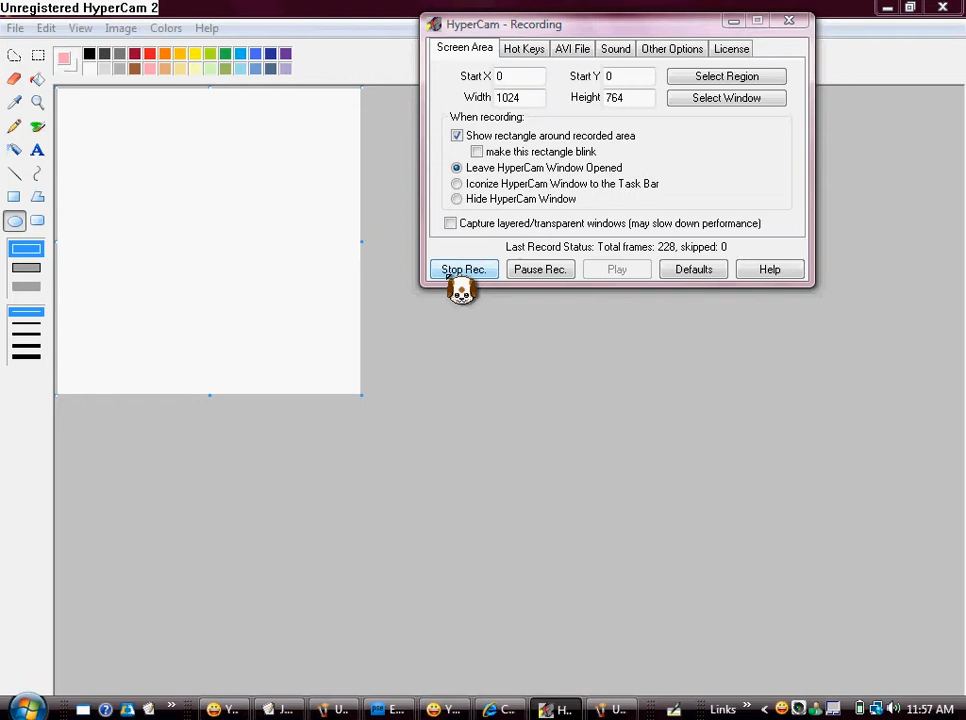 Unregistered HyperCam 2
File Edit View Image Colors Help
HyperCam - Recording
Screen Area Hot Keys AVI File Sound Other Options License
Start X 0 Start Y 0 Select Region
Width 1024 Height 764 Select Window
When recording:
Show rectangle around recorded area
make this rectangle blink
Leave HyperCam Window Opened
Iconize HyperCam Window to the Task Bar
Hide HyperCam Window
Capture layered/transparent windows (may slow down performance)
Last Record Status: Total frames: 228, skipped: 0
Stop Rec. Pause Rec. Play Defaults Help
A
» Y... J... U... E... Y... C... H... U... Links » 11:57 AM